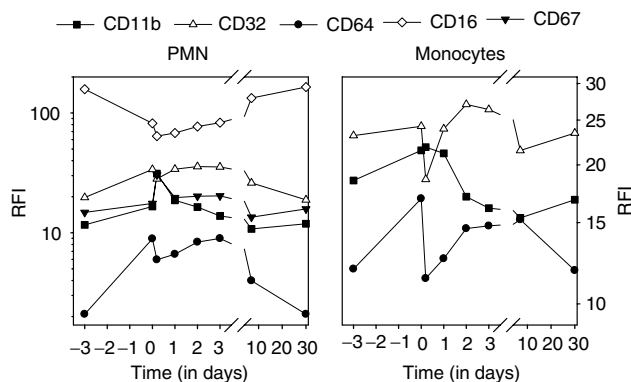 CD11b CD32 CD64 CD16 CD67
PMN Monocytes
RFI
100
10
−3 −2 −1 0 1 2 3 10 20 30
Time (in days)
30
25
20
15
10
RFI
−3 −2 −1 0 1 2 3 10 20 30
Time (in days)